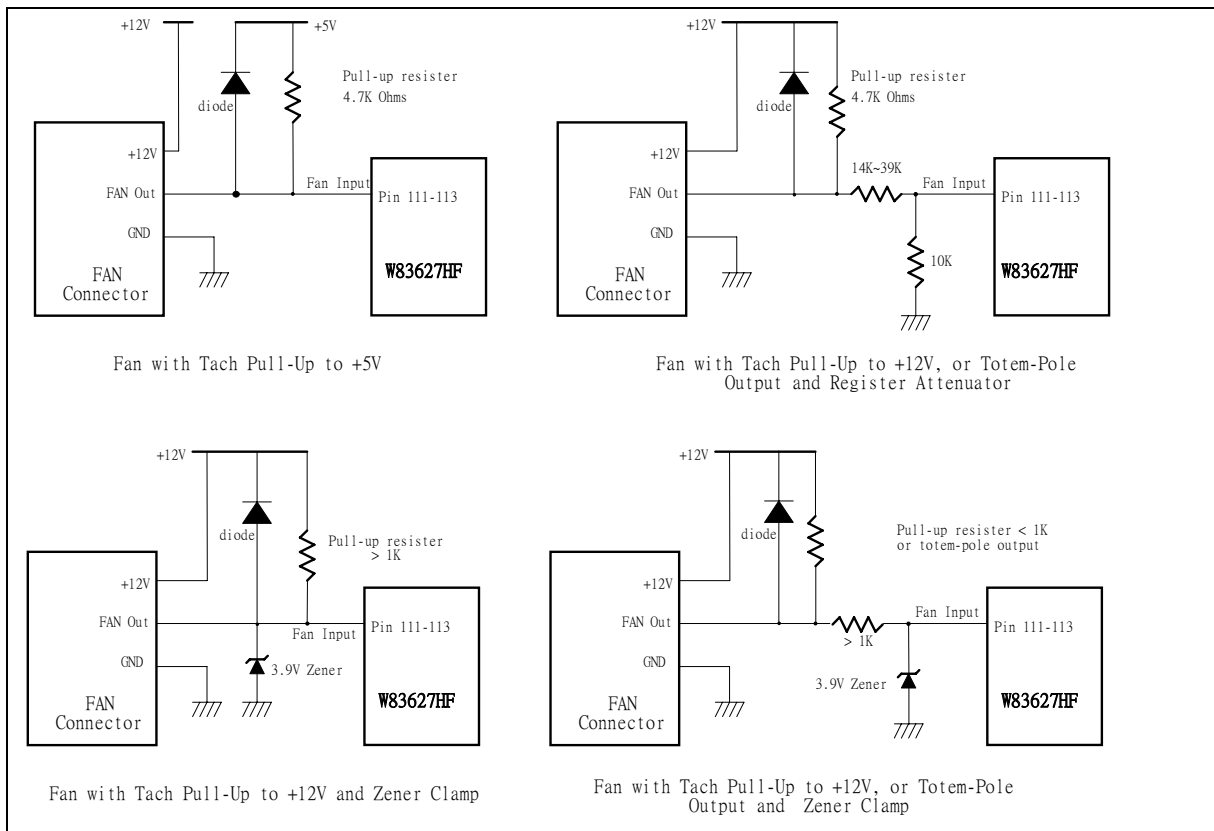 +12V
+5V
Pull-up resister
4.7K Ohms
diode
+12V
FAN Out
Fan Input
Pin 111-113
GND
FAN
Connector
W83627HF
Fan with Tach Pull-Up to +5V
+12V
Pull-up resister
4.7K Ohms
diode
+12V
14K~39K
FAN Out
Fan Input
Pin 111-113
GND
10K
FAN
Connector
W83627HF
Fan with Tach Pull-Up to +12V, or Totem-Pole
Output and Register Attenuator
+12V
diode
Pull-up resister
> 1K
+12V
FAN Out
Fan Input
Pin 111-113
GND
3.9V Zener
FAN
Connector
W83627HF
Fan with Tach Pull-Up to +12V and Zener Clamp
+12V
diode
Pull-up resister < 1K
or totem-pole output
+12V
FAN Out
Fan Input
Pin 111-113
> 1K
GND
3.9V Zener
FAN
Connector
W83627HF
Fan with Tach Pull-Up to +12V, or Totem-Pole
Output and Zener Clamp